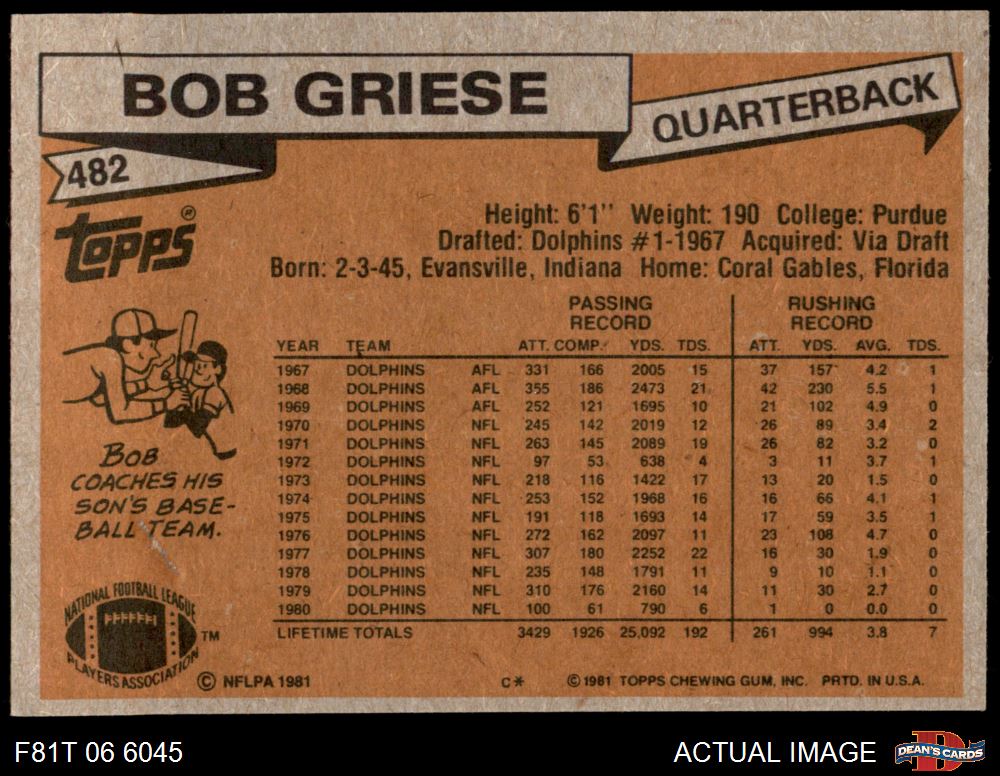 BOB GRIESE
QUARTERBACK
482
TOPPS®
Height: 6'1'' Weight: 190 College: Purdue
Drafted: Dolphins #1-1967 Acquired: Via Draft
Born: 2-3-45, Evansville, Indiana Home: Coral Gables, Florida
PASSING RECORD RUSHING RECORD
YEAR TEAM ATT. COMP. YDS. TDS. ATT. YDS. AVG. TDS.
1967 DOLPHINS AFL 331 166 2005 15 37 157 4.2 1
1968 DOLPHINS AFL 355 186 2473 21 42 230 5.5 1
1969 DOLPHINS AFL 252 121 1695 10 21 102 4.9 0
1970 DOLPHINS NFL 245 142 2019 12 26 89 3.4 2
1971 DOLPHINS NFL 263 145 2089 19 26 82 3.2 0
1972 DOLPHINS NFL 97 53 638 4 3 11 3.7 1
1973 DOLPHINS NFL 218 116 1422 17 13 20 1.5 0
1974 DOLPHINS NFL 253 152 1968 16 16 66 4.1 1
1975 DOLPHINS NFL 191 118 1693 14 17 59 3.5 1
1976 DOLPHINS NFL 272 162 2097 11 23 108 4.7 0
1977 DOLPHINS NFL 307 180 2252 22 16 30 1.9 0
1978 DOLPHINS NFL 235 148 1791 11 9 10 1.1 0
1979 DOLPHINS NFL 310 176 2160 14 11 30 2.7 0
1980 DOLPHINS NFL 100 61 790 6 1 0 0.0 0
LIFETIME TOTALS 3429 1926 25,092 192 261 994 3.8 7
BOB
COACHES HIS
SON'S BASE-
BALL TEAM.
NATIONAL FOOTBALL LEAGUE
PLAYERS ASSOCIATION
TM
© NFLPA 1981 C* © 1981 TOPPS CHEWING GUM, INC. PRTD. IN U.S.A.
F81T 06 6045 ACTUAL IMAGE
D
DEAN'S CARDS